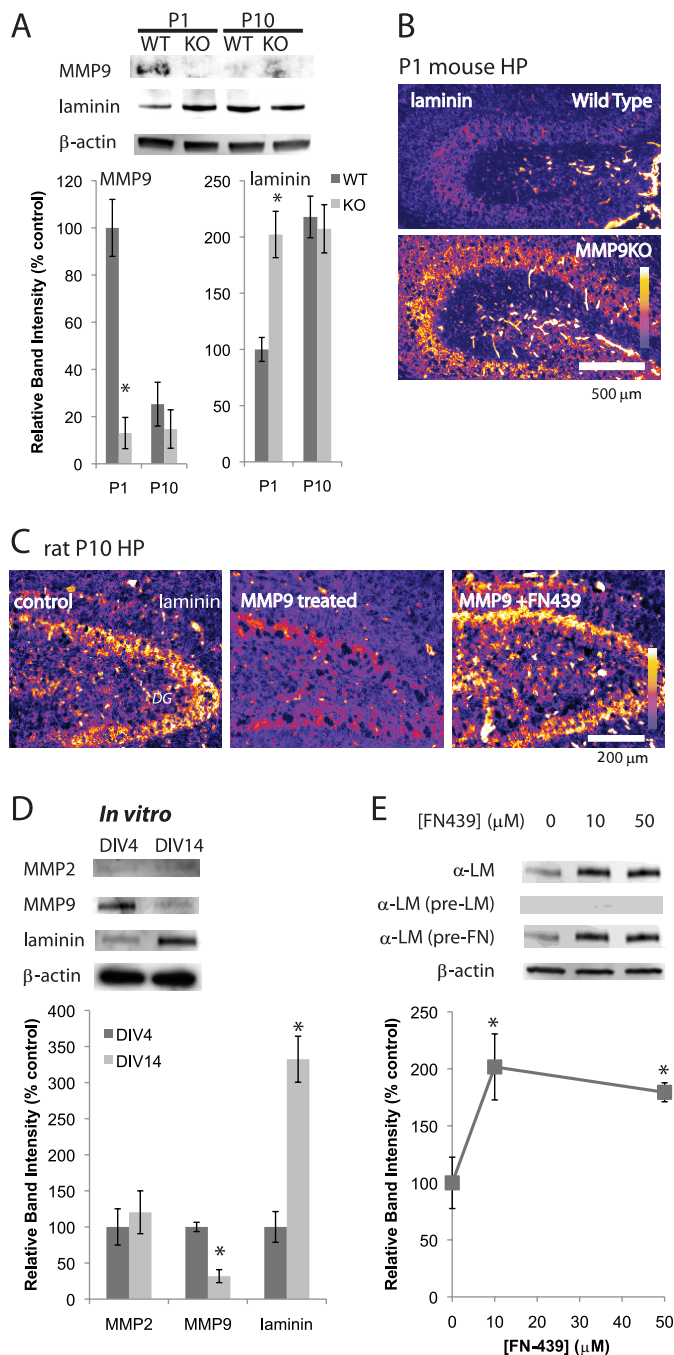 A
P1 P10
WT KO WT KO
MMP9
laminin
β-actin
MMP9
laminin
WT
KO
Relative Band Intensity (% control)
120
100
80
60
40
20
0
*
P1 P10
250
200
150
100
50
0
*
P1 P10
B
P1 mouse HP
laminin Wild Type
MMP9KO
500 μm
C rat P10 HP
control laminin
DG
MMP9 treated
MMP9 +FN439
200 μm
D In vitro
DIV4 DIV14
MMP2
MMP9
laminin
β-actin
Relative Band Intensity (% control)
400
350
300
250
200
150
100
50
0
DIV4
DIV14
*
*
MMP2 MMP9 laminin
E
[FN439] (μM) 0 10 50
α-LM
α-LM (pre-LM)
α-LM (pre-FN)
β-actin
Relative Band Intensity (% control)
250
200
150
100
50
0
*
*
0 10 20 30 40 50
[FN-439] (μM)